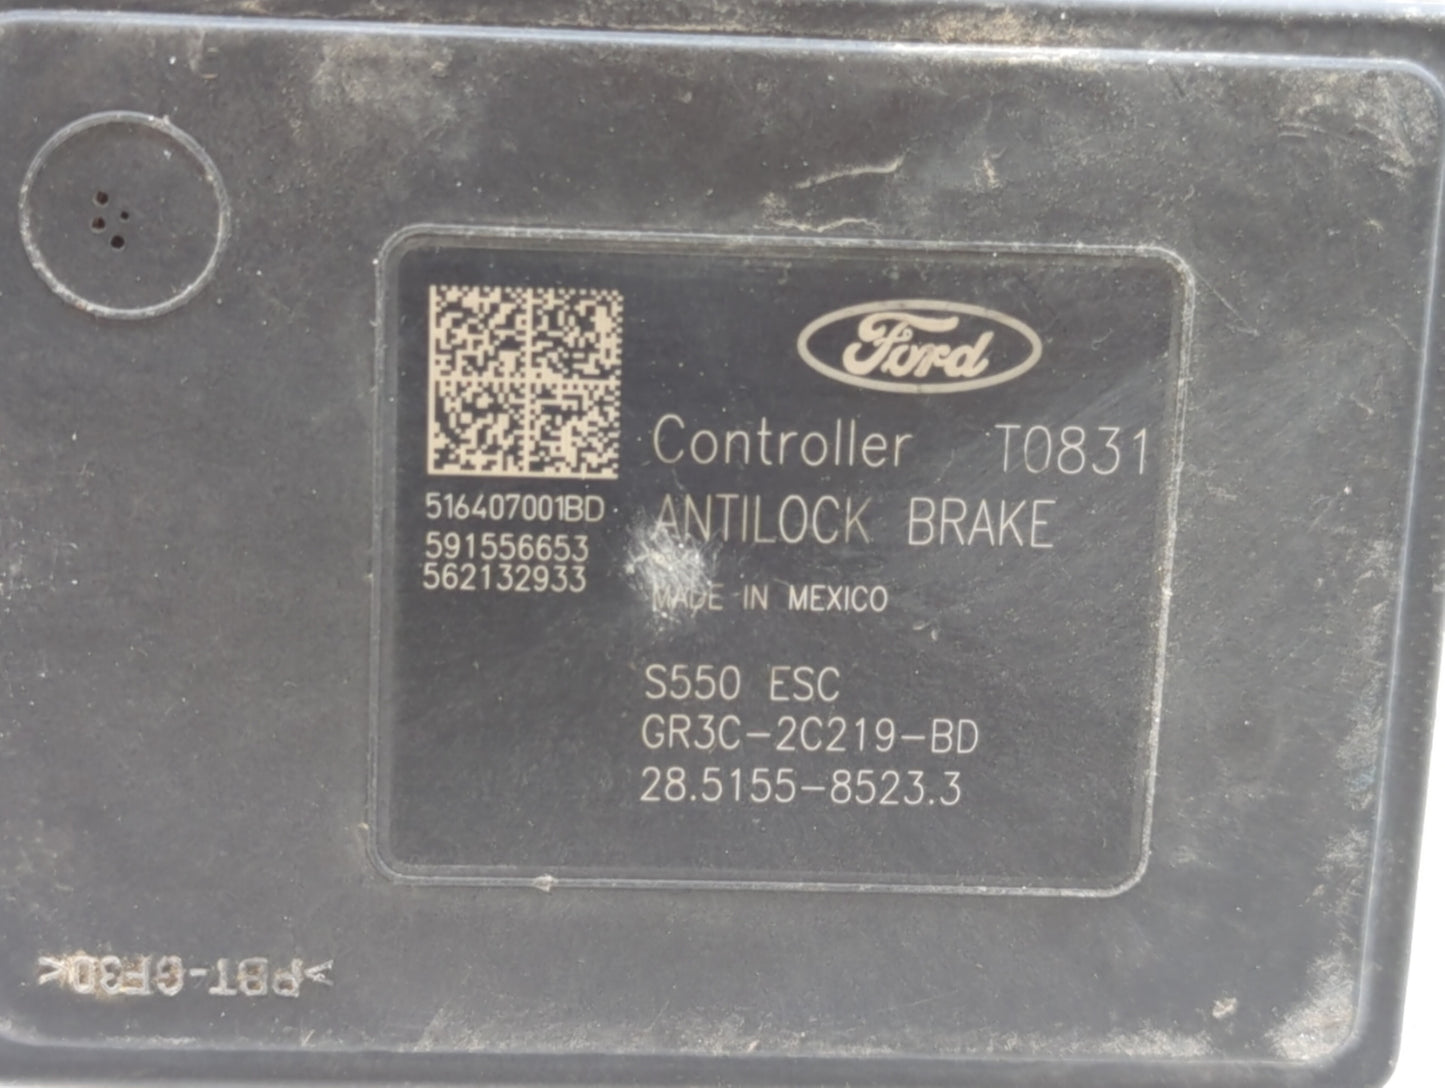 Ford
Controller T0831
ANTILOCK BRAKE
MADE IN MEXICO
516407001BD
591556653
562132933
S550 ESC
GR3C-2C219-BD
28.5155-8523.3
>PBT-GF30<